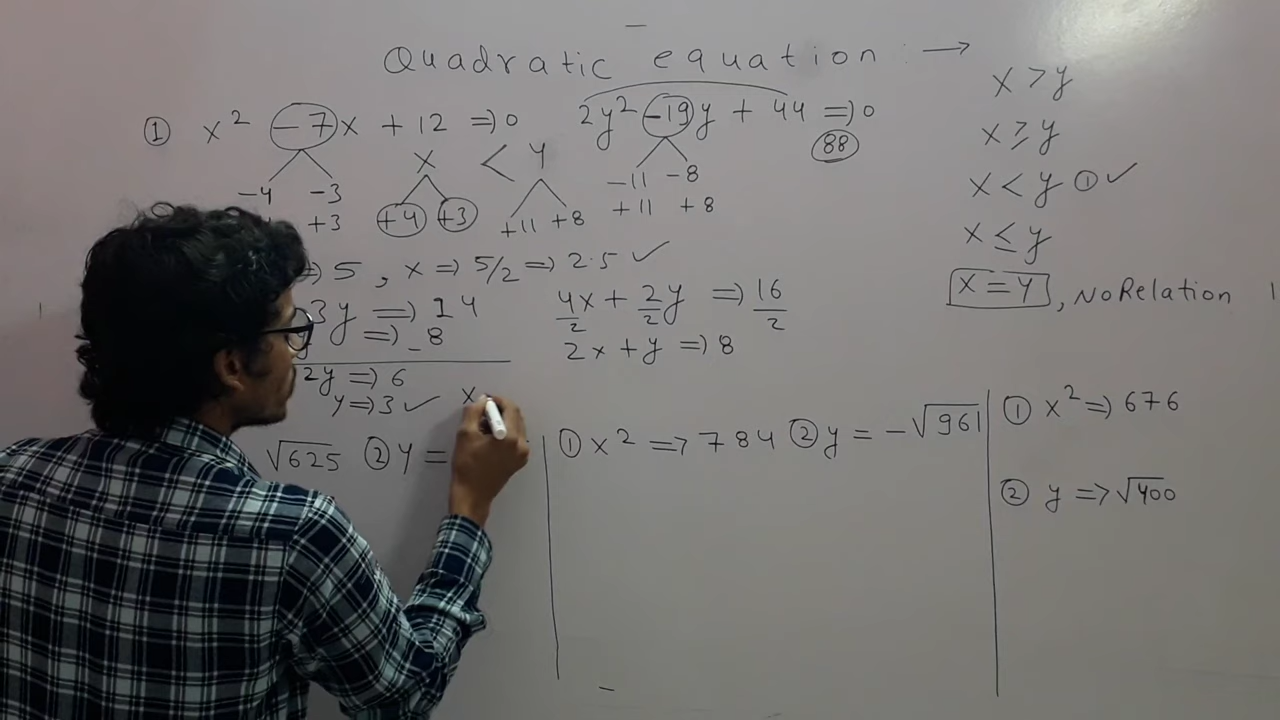 Quadratic equation : →
① x² -7x + 12 => 0 2y² -19y + 44 => 0
88
x < y
-4 -3
-11 -8
+3 +4 +3 +11 +8 +11 +8
=> 5 , x => 5/2 => 2.5 ✓
3y => 14
=> -8
2y => 6
y => 3 ✓ x
4x/2 + 2y/2 => 16/2
2x + y => 8
x > y
x ≥ y
x < y ① ✓
x ≤ y
x = y , No Relation
√625 ② y =
① x² => 784 ② y = -√961
① x² => 676
② y => √400